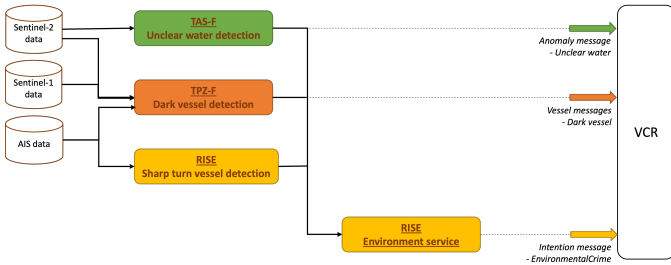 Sentinel-2
data
TAS-F
Unclear water detection
Anomaly message
- Unclear water
Sentinel-1
data
TPZ-F
Dark vessel detection
Vessel messages
- Dark vessel
VCR
AIS data
RISE
Sharp turn vessel detection
RISE
Environment service
Intention message
- EnvironmentalCrime